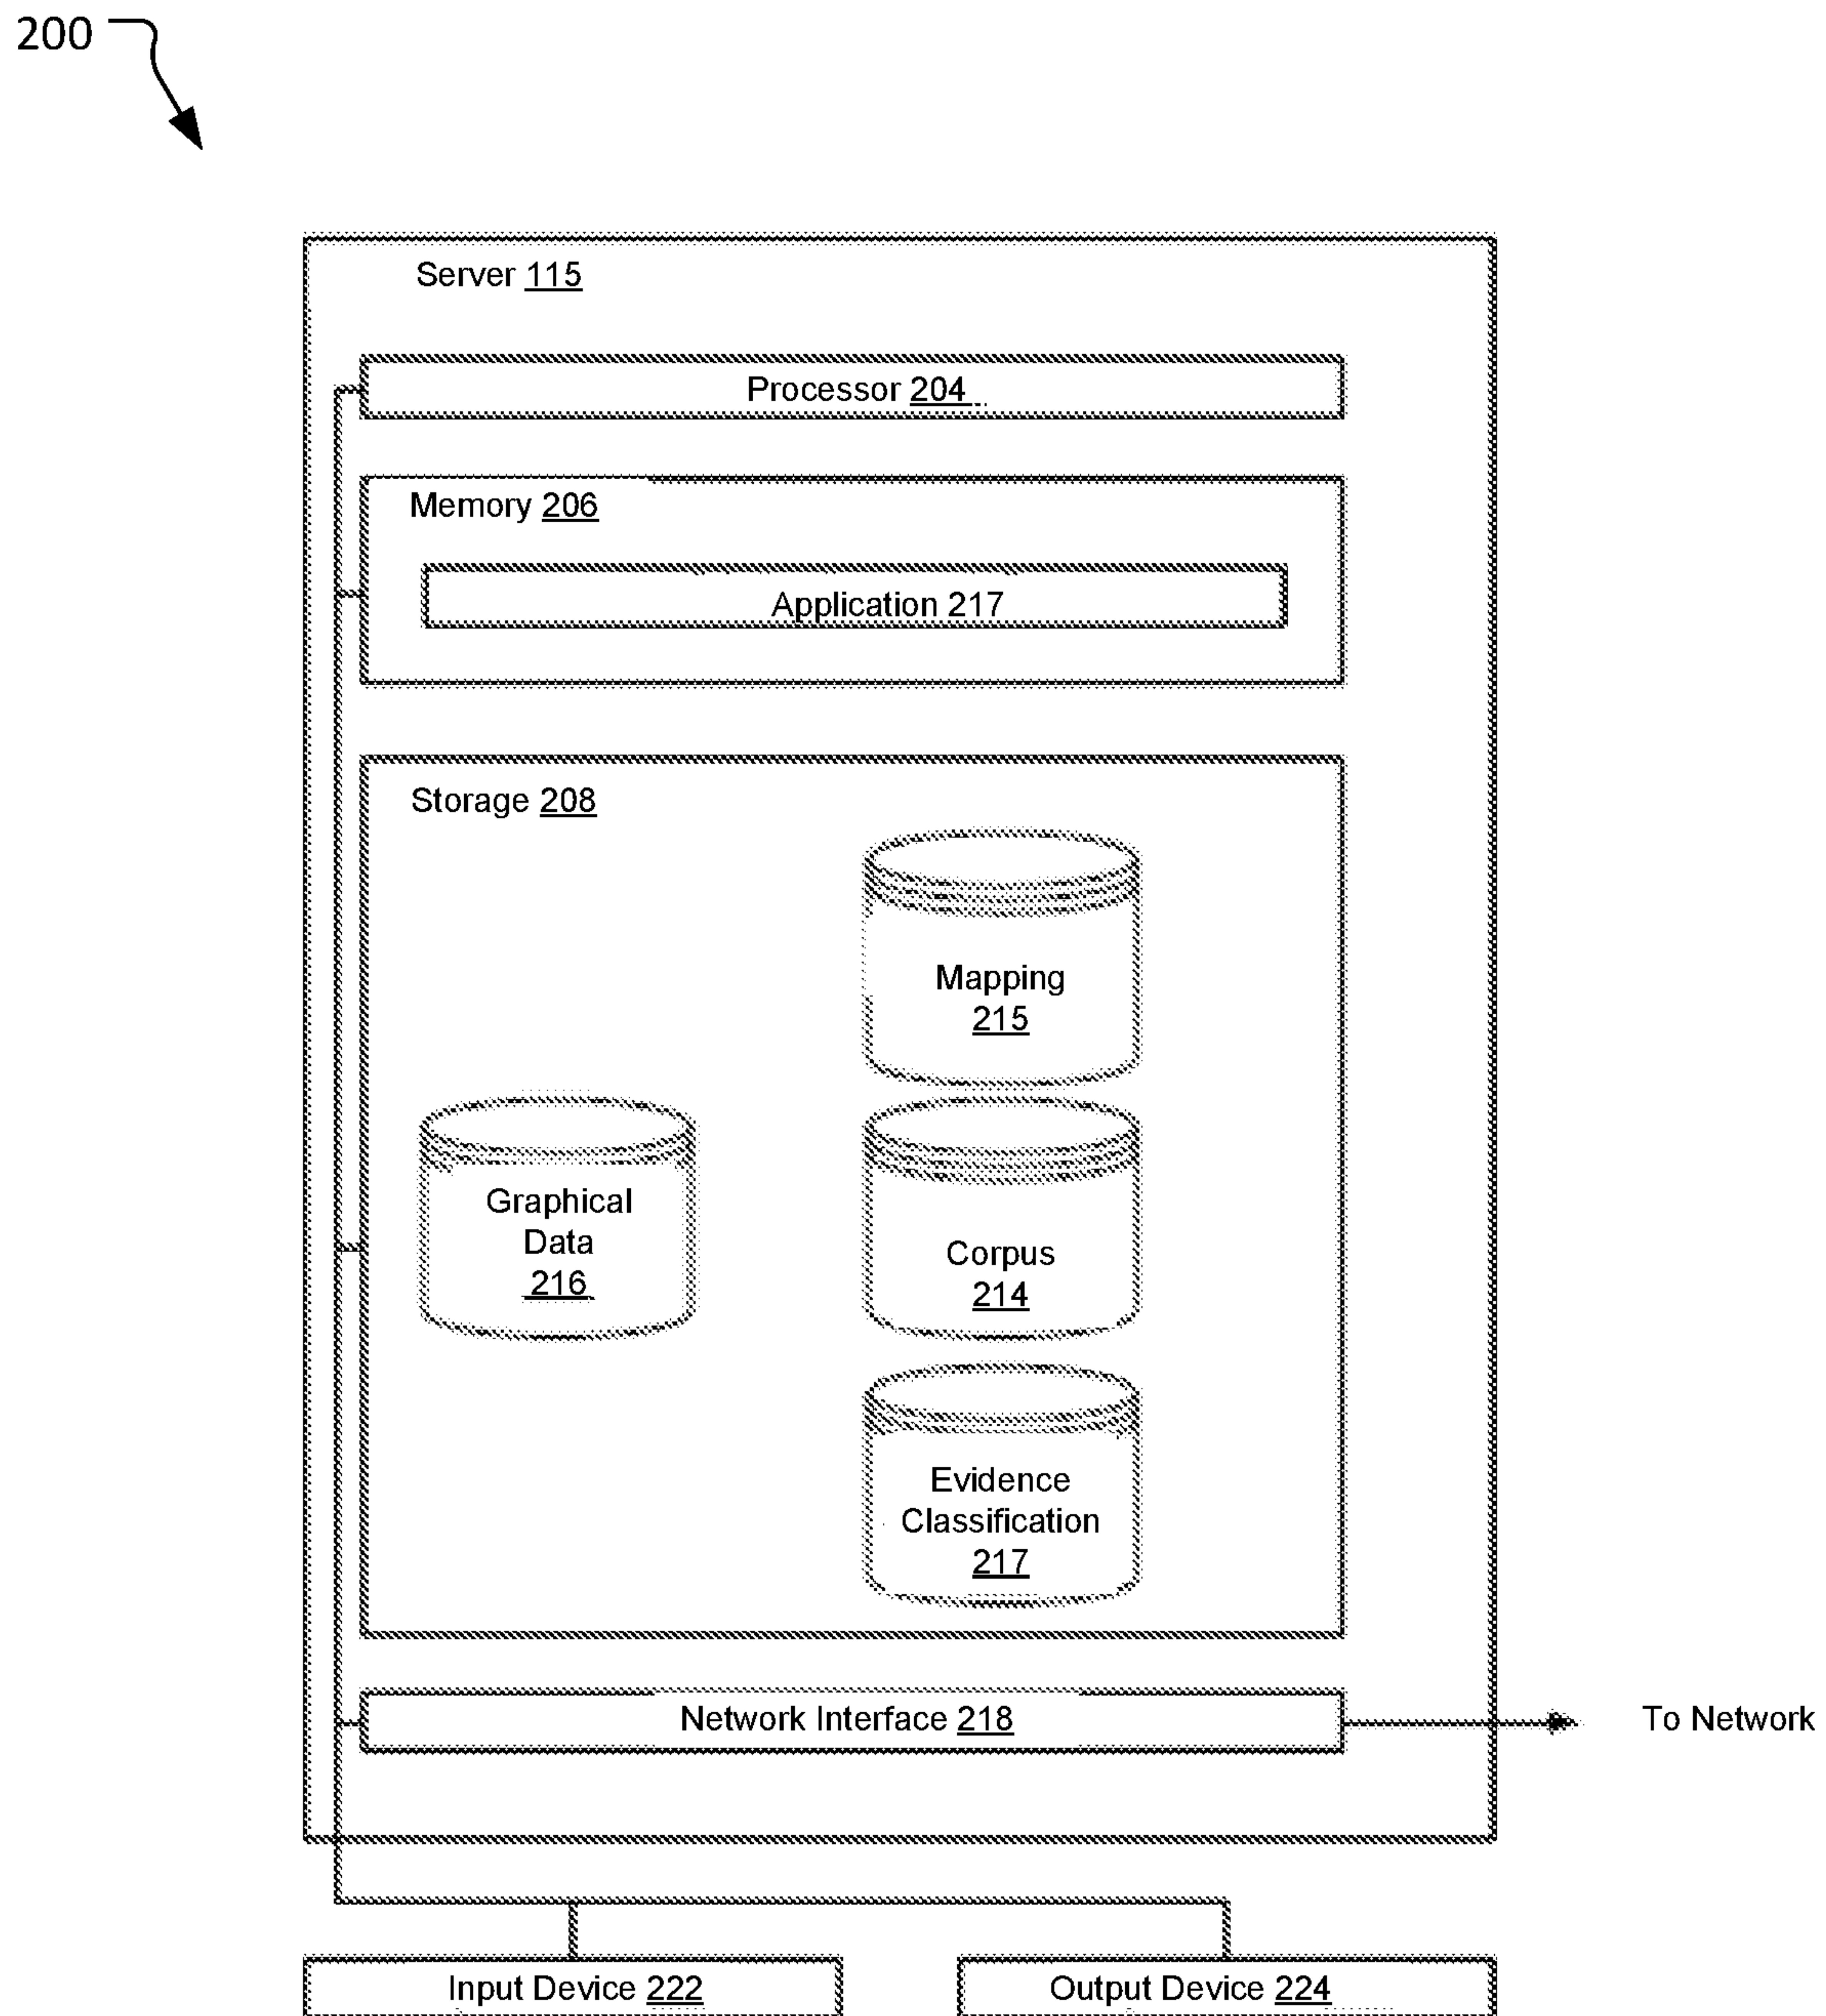 200
Server 115
Processor 204
Memory 206
Application 217
Storage 208
Mapping
215
Graphical
Data
216
Corpus
214
Evidence
Classification
217
Network Interface 218
To Network
Input Device 222
Output Device 224